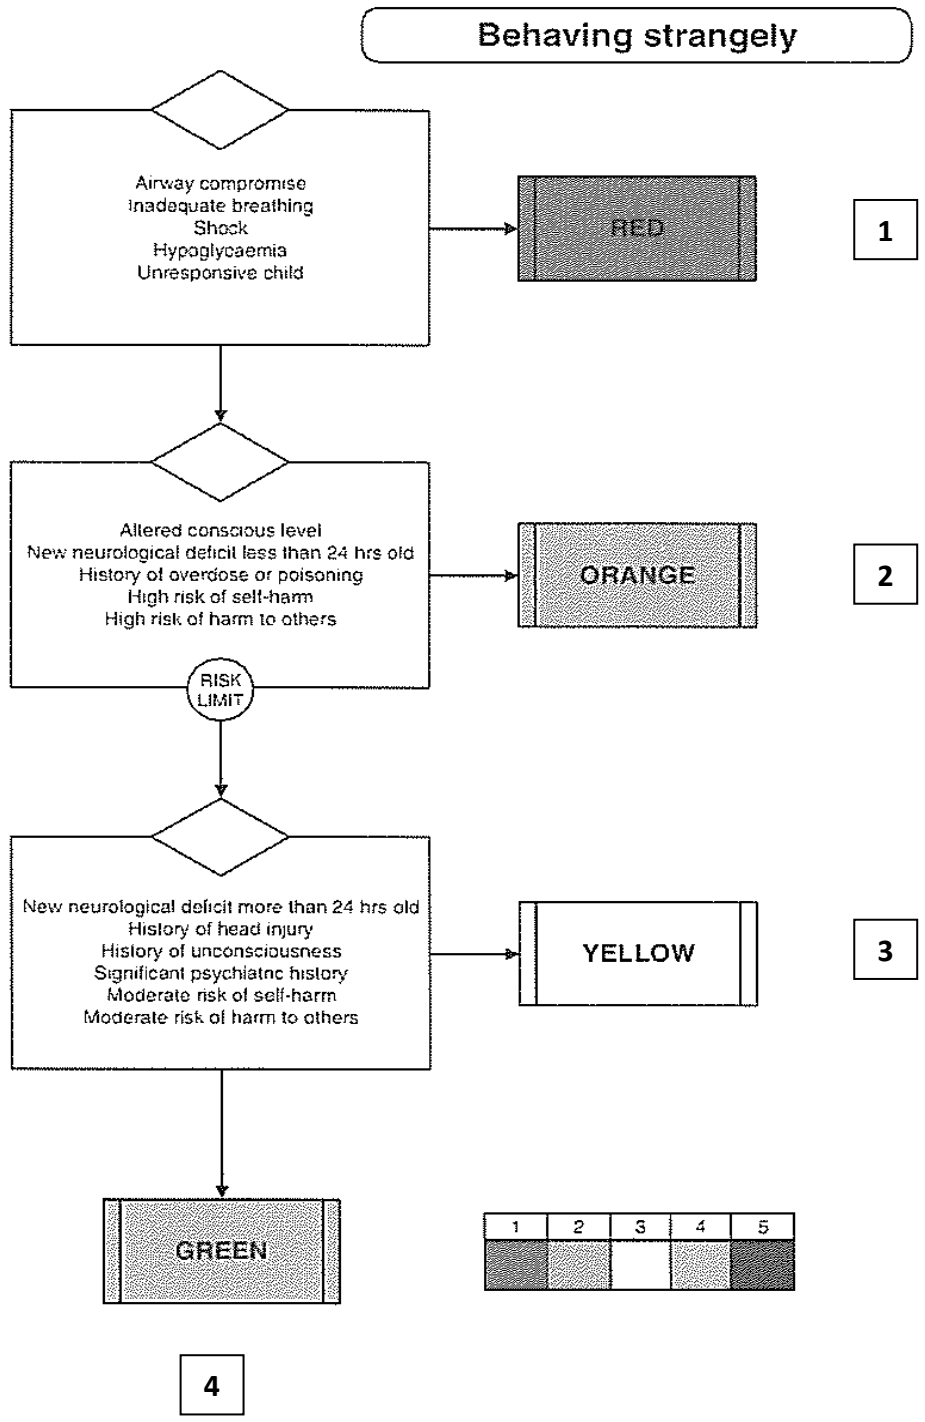 Behaving strangely
Airway compromise
Inadequate breathing
Shock
Hypoglycaemia
Unresponsive child
RED
1
Altered conscious level
New neurological deficit less than 24 hrs old
History of overdose or poisoning
High risk of self-harm
High risk of harm to others
ORANGE
2
RISK
LIMIT
New neurological deficit more than 24 hrs old
History of head injury
History of unconsciousness
Significant psychiatric history
Moderate risk of self-harm
Moderate risk of harm to others
YELLOW
3
GREEN
1 2 3 4 5
4